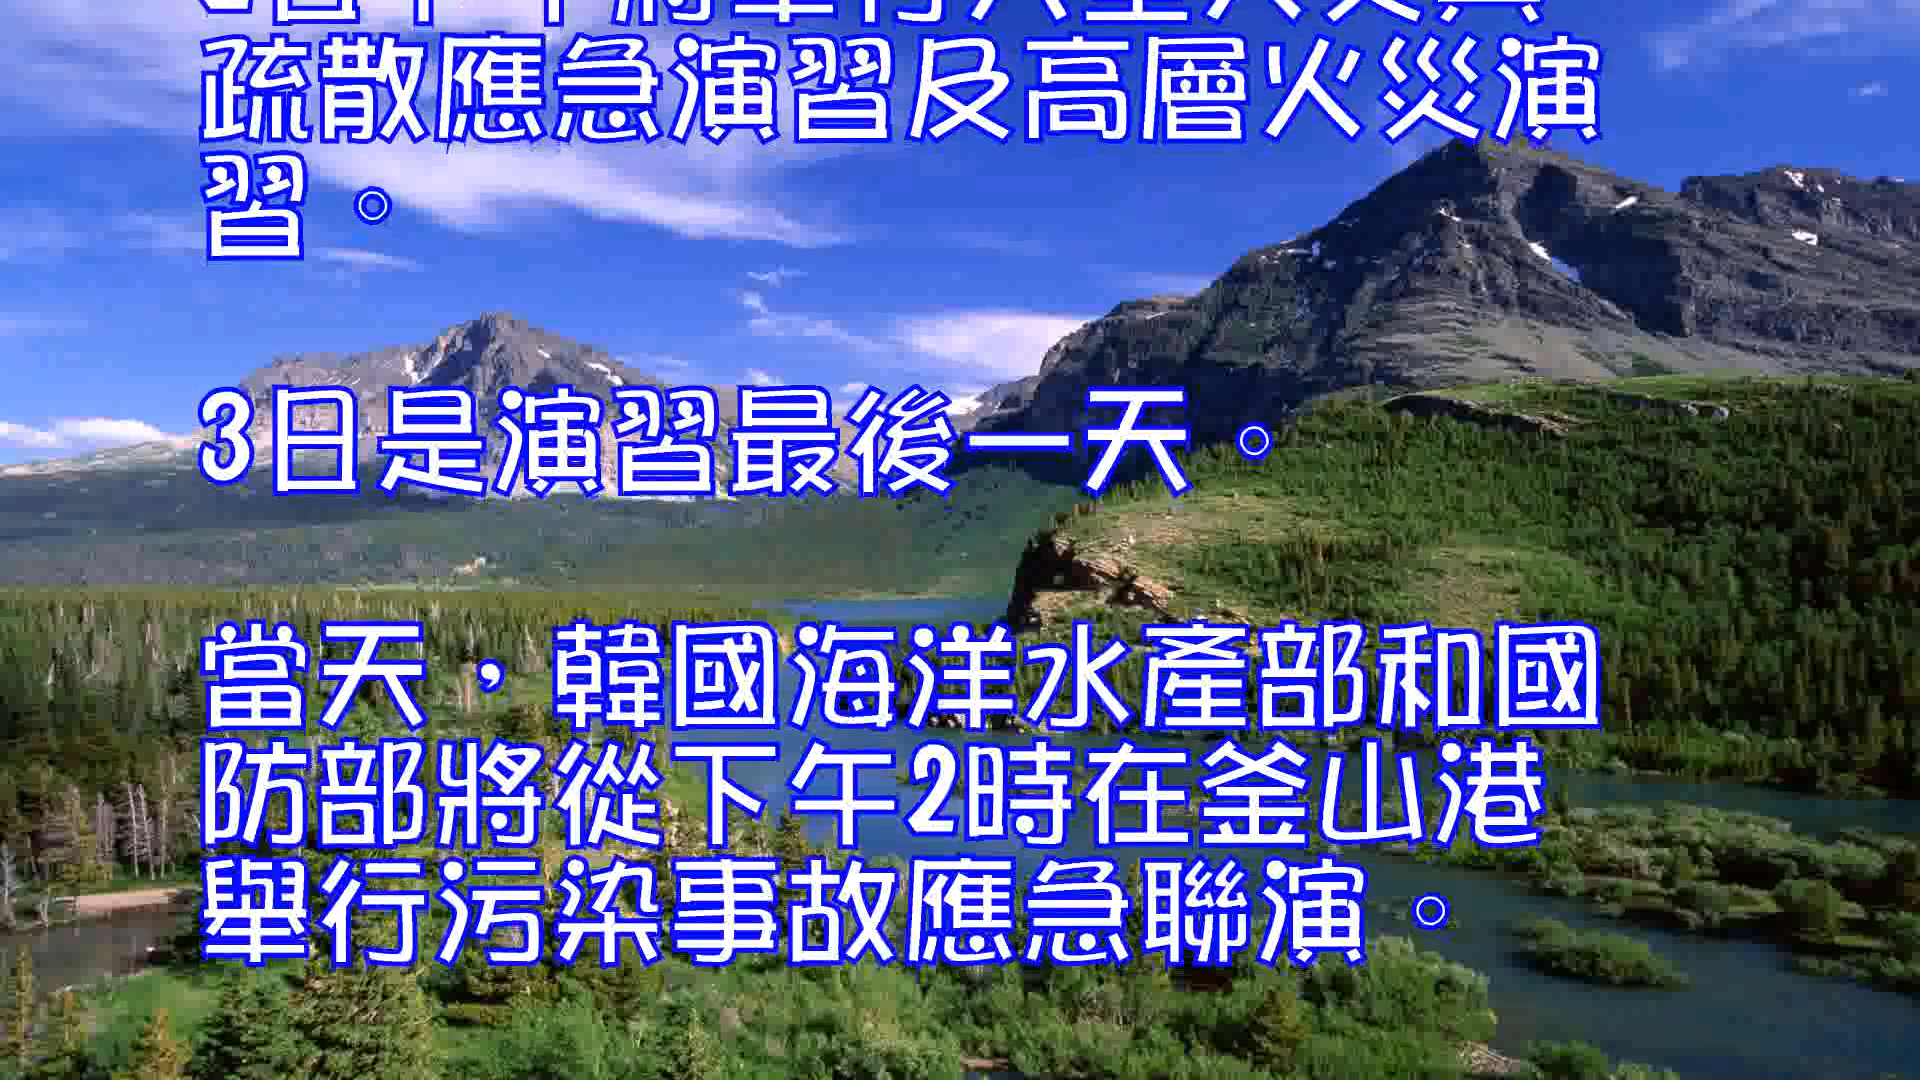 疏散應急演習及高層火災演
習。
3日是演習最後一天。
當天，韓國海洋水產部和國
防部將從下午2時在釜山港
舉行污染事故應急聯演。